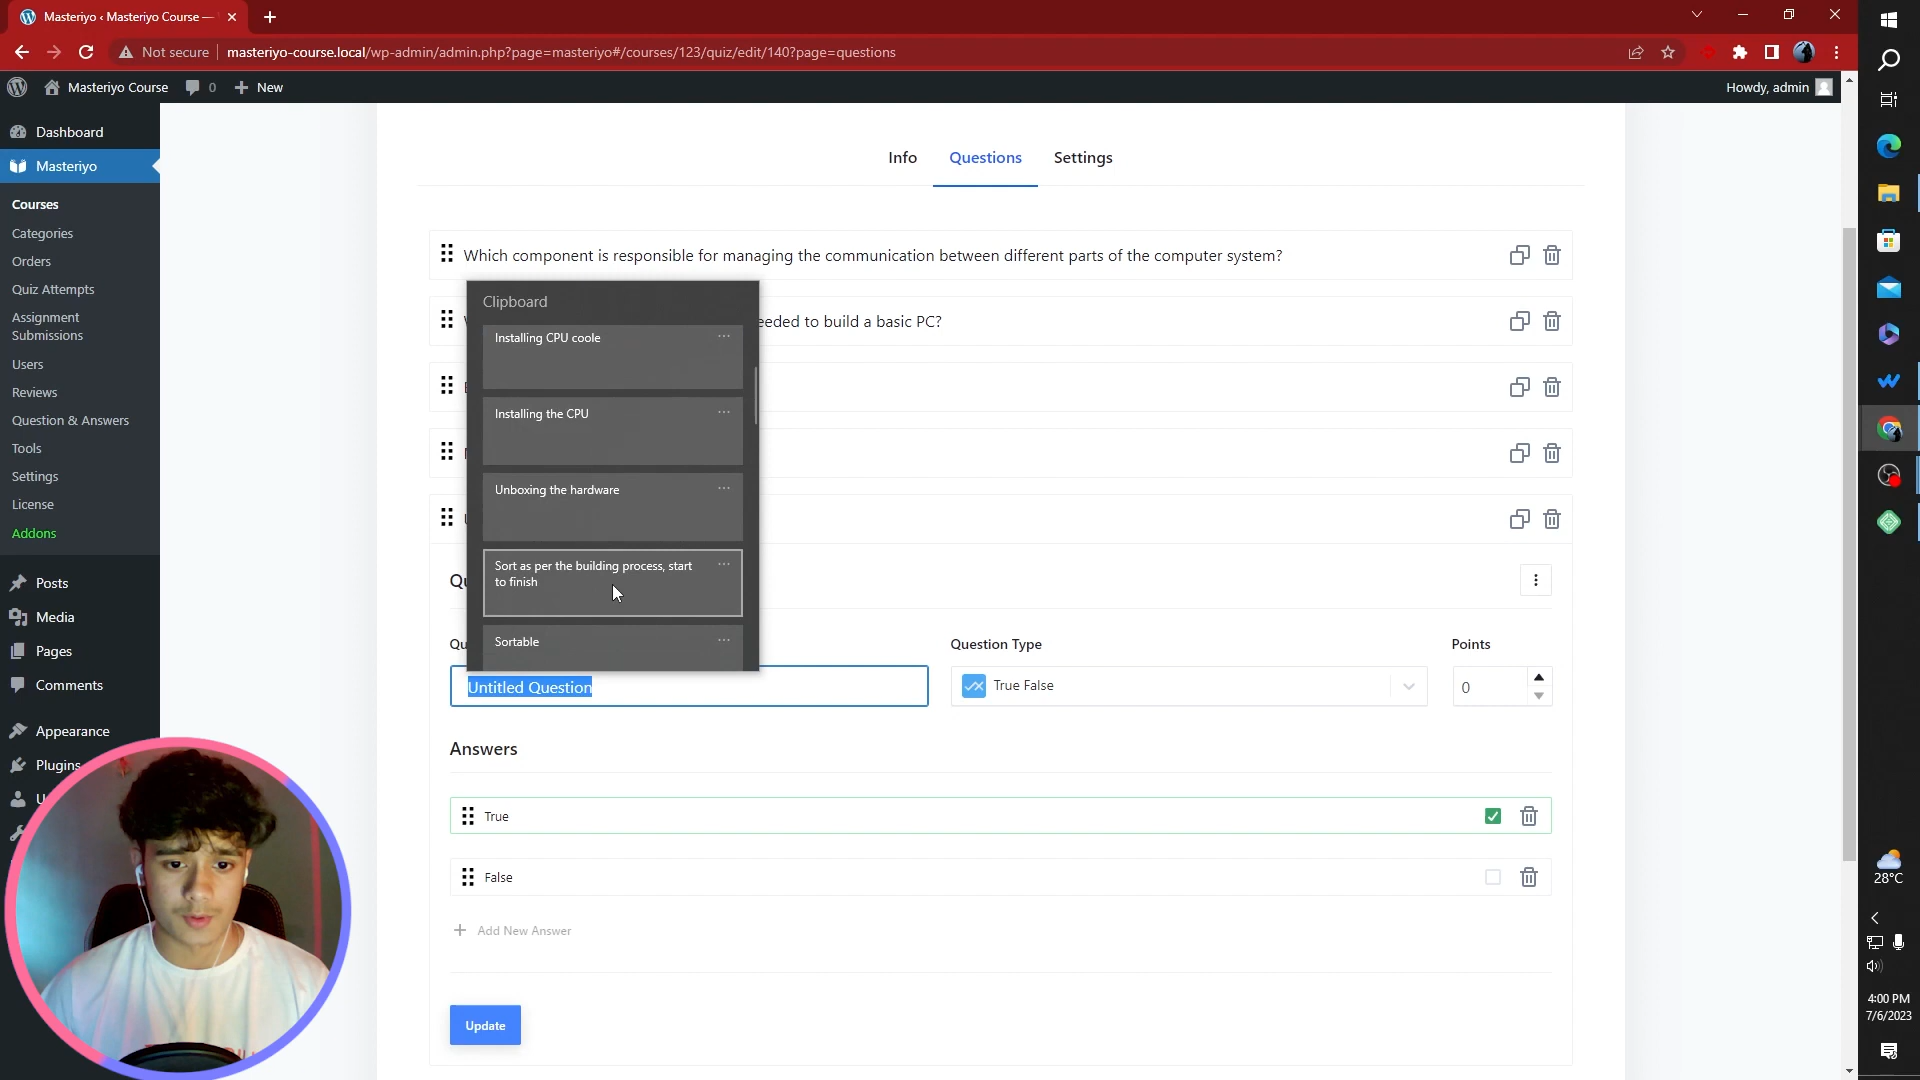 Masteriyo ‹ Masteriyo Course —
Not secure
masteriyo-course.local/wp-admin/admin.php?page=masteriyo#/courses/123/quiz/edit/140?page=questions
Masteriyo Course
0
New
Howdy, admin
Dashboard
Masteriyo
Courses
Categories
Orders
Quiz Attempts
Assignment
Submissions
Users
Reviews
Question & Answers
Tools
Settings
License
Addons
Posts
Media
Pages
Comments
Appearance
Plugins
Info
Questions
Settings
Which component is responsible for managing the communication between different parts of the computer system?
eeded to build a basic PC?
Clipboard
Installing CPU coole
Installing the CPU
Unboxing the hardware
Sort as per the building process, start
to finish
Sortable
Qu
Qu
Question Type
Points
Untitled Question
True False
0
Answers
True
False
Add New Answer
Update
28°C
4:00 PM
7/6/2023